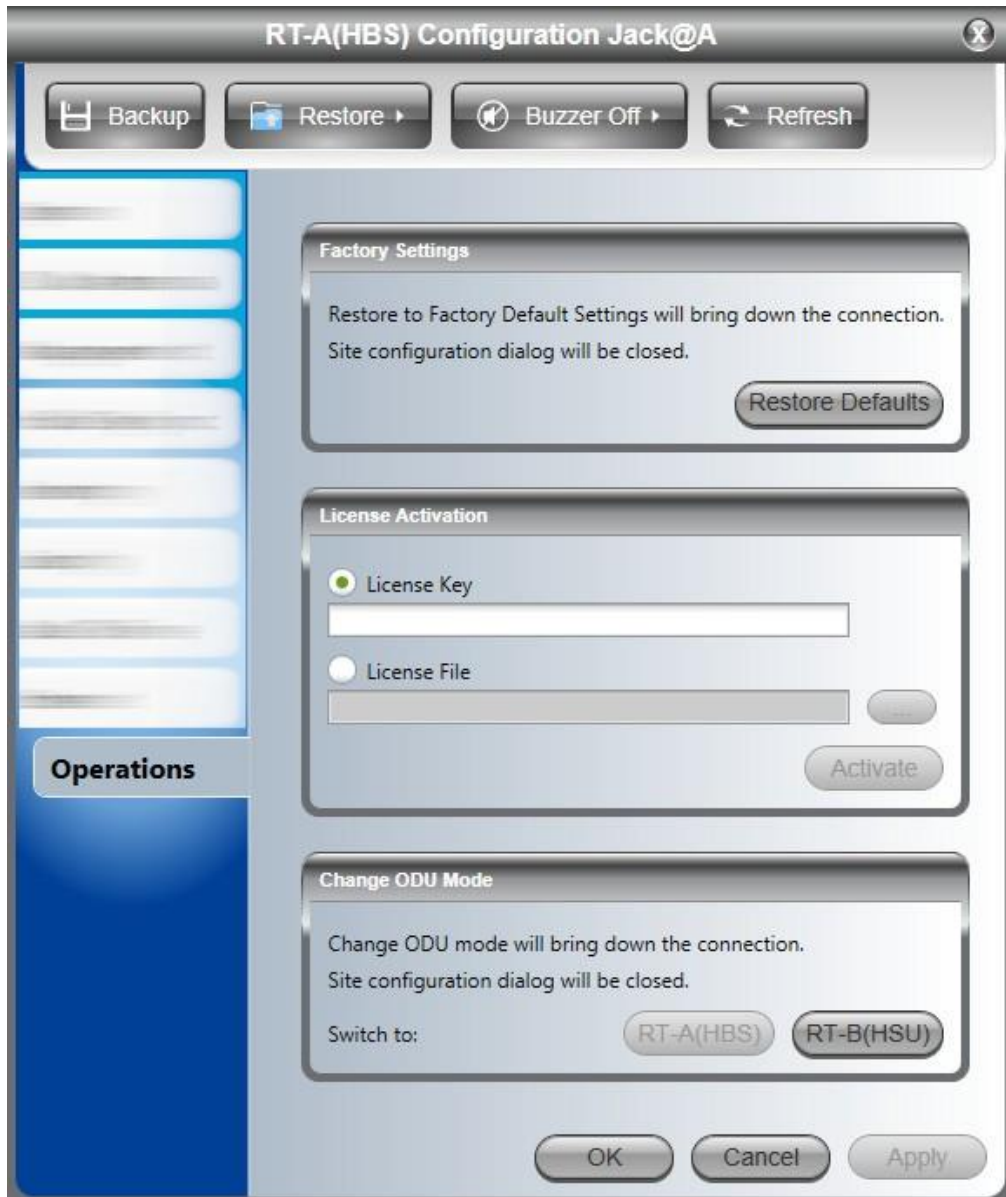 RT-A(HBS) Configuration Jack@A
Backup
Restore
Buzzer Off
Refresh
Factory Settings
Restore to Factory Default Settings will bring down the connection.
Site configuration dialog will be closed.
Restore Defaults
License Activation
License Key
License File
...
Activate
Operations
Change ODU Mode
Change ODU mode will bring down the connection.
Site configuration dialog will be closed.
Switch to: RT-A(HBS) RT-B(HSU)
OK Cancel Apply